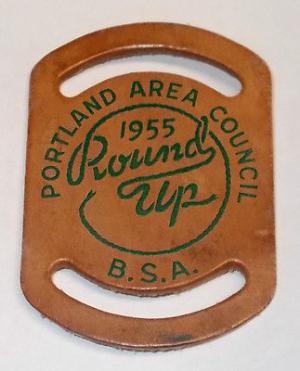 PORTLAND AREA COUNCIL
1955
Round
Up
B.S.A.